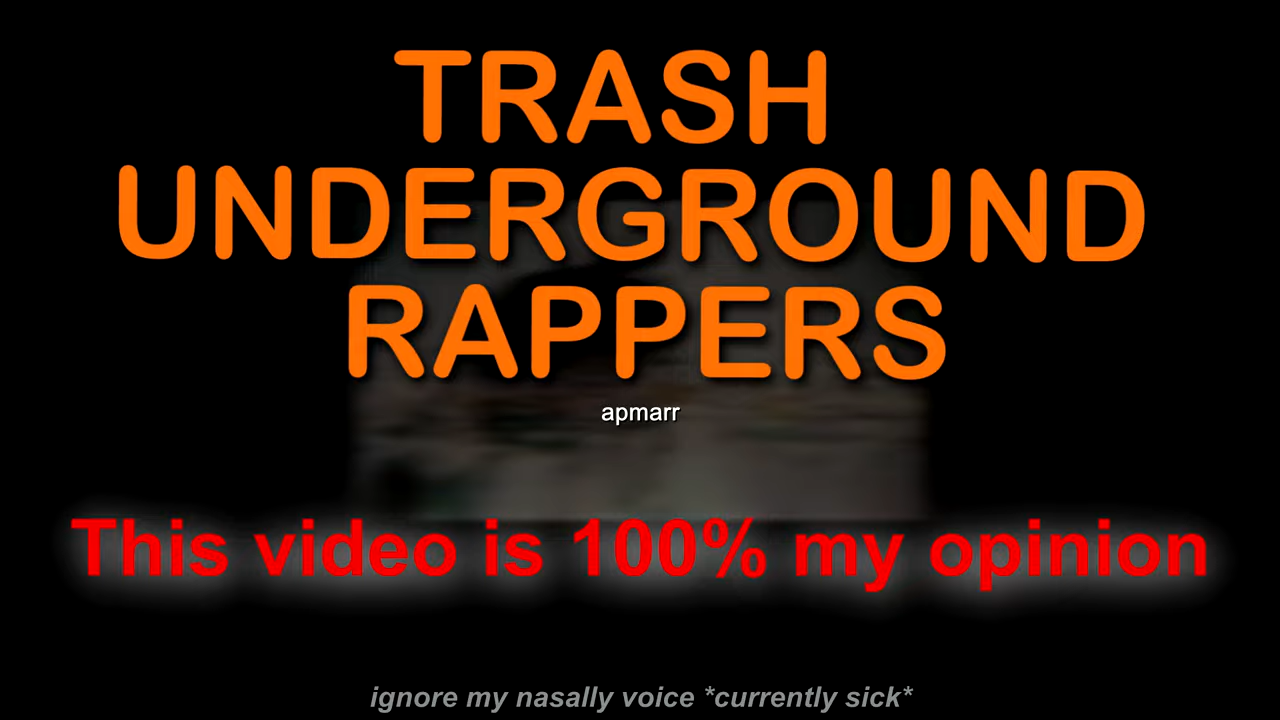 TRASH
UNDERGROUND
RAPPERS
apmarr
This video is 100% my opinion
ignore my nasally voice *currently sick*